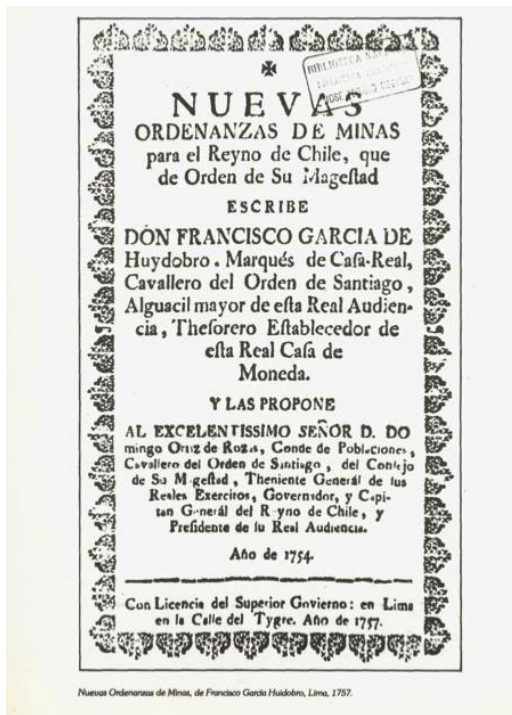 BIBLIOTECA NACIONAL
✠
NUEVAS
ORDENANZAS DE MINAS
para el Reyno de Chile, que
de Orden de Su Mageſtad
ESCRIBE
DON FRANCISCO GARCIA DE
Huydobro. Marqués de Caſa-Real,
Cavallero del Orden de Santiago,
Alguacil mayor de eſta Real Audien-
cia, Theſorero Eſtablecedor de
eſta Real Caſa de
Moneda.
Y LAS PROPONE
AL EXCELENTISSIMO SEÑOR D. DO
mingo Ortiz de Rozas, Conde de Poblaciones,
Cavallero del Orden de Santiago, del Conſejo
de Su Mageſtad, Theniente Generál de ſus
Reales Exercitos, Governador, y Capi-
tan Generál del Reyno de Chile, y
Preſidente de ſu Real Audiencia.
Año de 1754.
Con Licencia del Superior Govierno: en Lima
en la Calle del Tygre. Año de 1757.
Nuevas Ordenanzas de Minas, de Francisco García Huidobro, Lima, 1757.